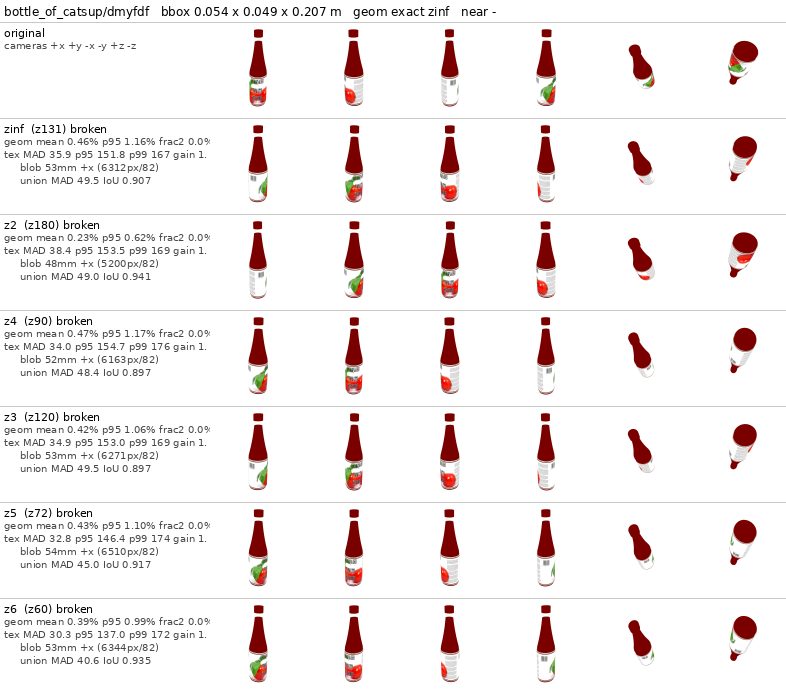 bottle_of_catsup/dmyfdf   bbox 0.054 x 0.049 x 0.207 m   geom exact zinf   near -
original
cameras +x +y -x -y +z -z
zinf  (z131) broken
geom mean 0.46% p95 1.16% frac2 0.0%
tex MAD 35.9 p95 151.8 p99 167 gain 1.
blob 53mm +x (6312px/82)
union MAD 49.5 IoU 0.907
z2  (z180) broken
geom mean 0.23% p95 0.62% frac2 0.0%
tex MAD 38.4 p95 153.5 p99 169 gain 1.
blob 48mm +x (5200px/82)
union MAD 49.0 IoU 0.941
z4  (z90) broken
geom mean 0.47% p95 1.17% frac2 0.0%
tex MAD 34.0 p95 154.7 p99 176 gain 1.
blob 52mm +x (6163px/82)
union MAD 48.4 IoU 0.897
z3  (z120) broken
geom mean 0.42% p95 1.06% frac2 0.0%
tex MAD 34.9 p95 153.0 p99 169 gain 1.
blob 53mm +x (6271px/82)
union MAD 49.5 IoU 0.897
z5  (z72) broken
geom mean 0.43% p95 1.10% frac2 0.0%
tex MAD 32.8 p95 146.4 p99 174 gain 1.
blob 54mm +x (6510px/82)
union MAD 45.0 IoU 0.917
z6  (z60) broken
geom mean 0.39% p95 0.99% frac2 0.0%
tex MAD 30.3 p95 137.0 p99 172 gain 1.
blob 53mm +x (6344px/82)
union MAD 40.6 IoU 0.935